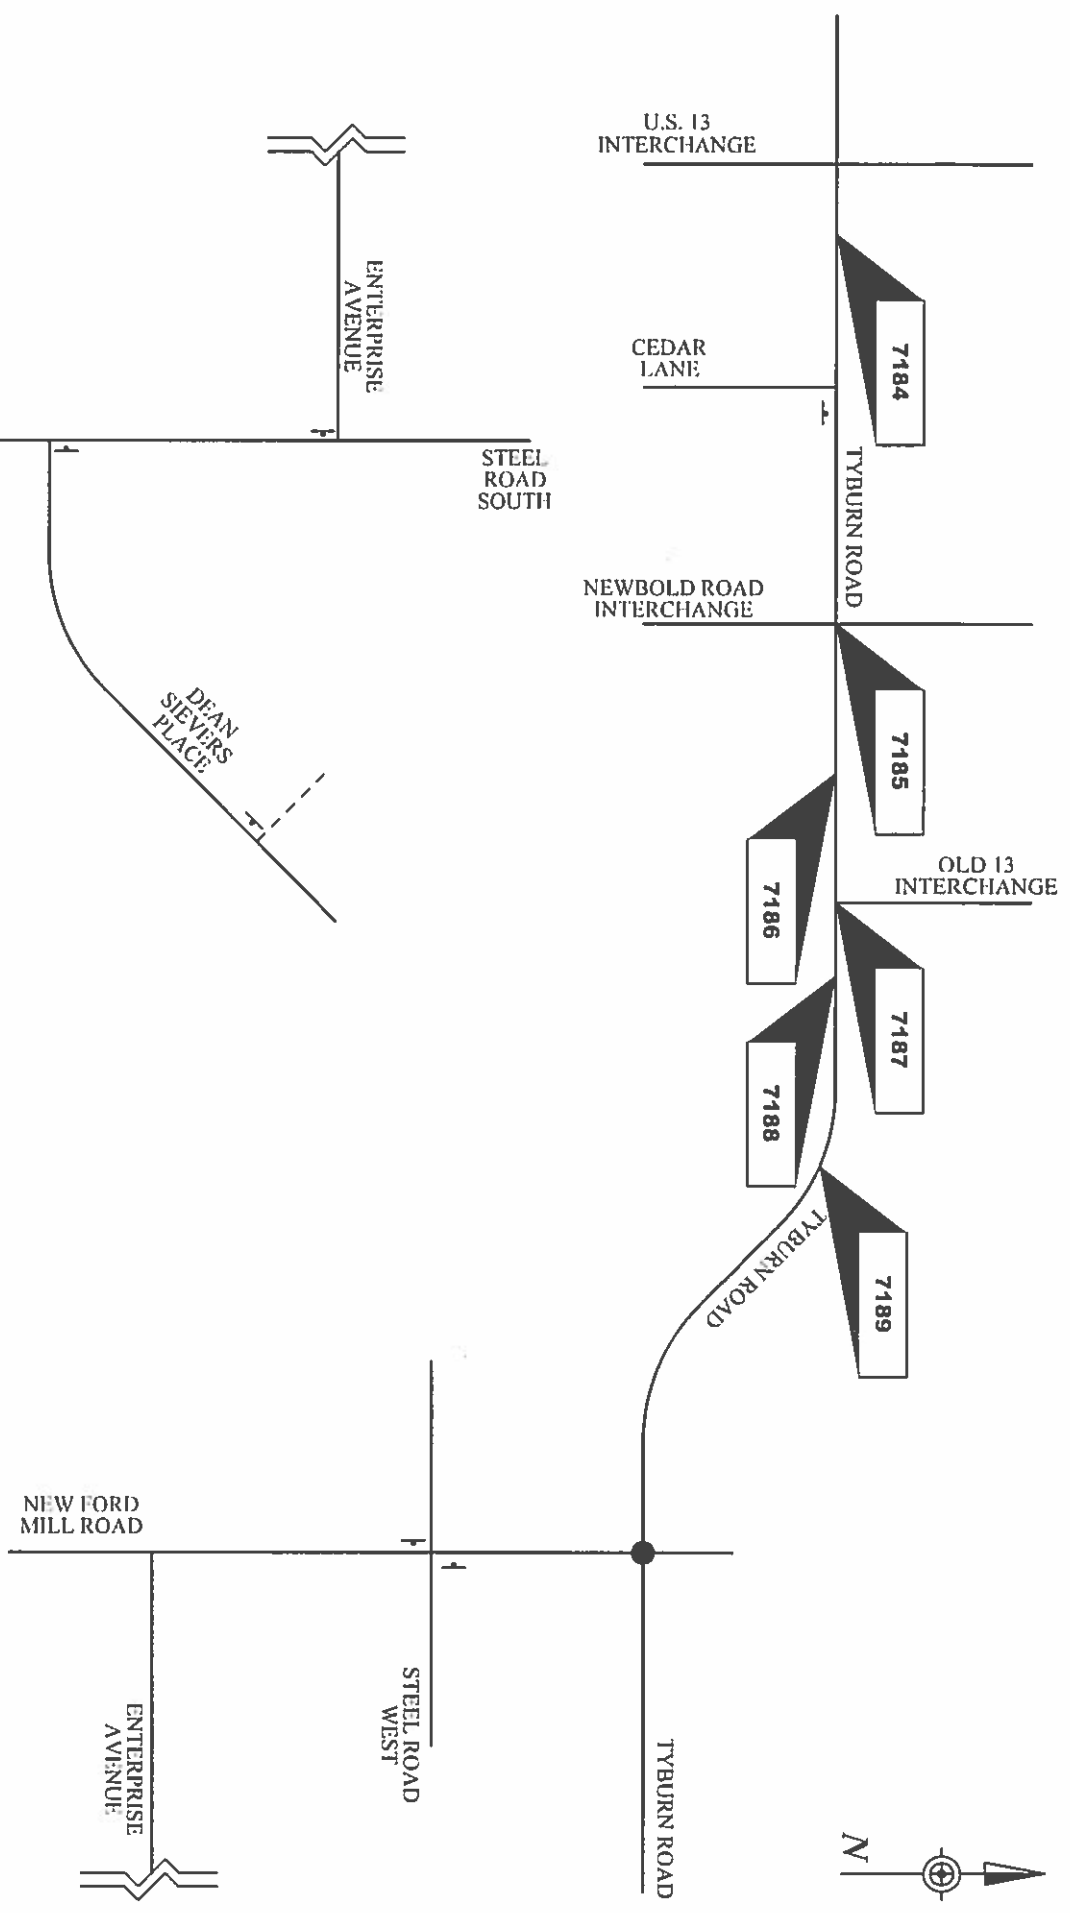 U.S. 13
INTERCHANGE
ENTERPRISE
AVENUE
7184
CEDAR
LANE
TYBURN ROAD
STEEL
ROAD
SOUTH
NEWBOLD ROAD
INTERCHANGE
7185
DEAN
SIEVERS
PLACE
7186
OLD 13
INTERCHANGE
7187
7188
TYBURN ROAD
7189
NEW FORD
MILL ROAD
STEEL ROAD
WEST
ENTERPRISE
AVENUE
TYBURN ROAD
N